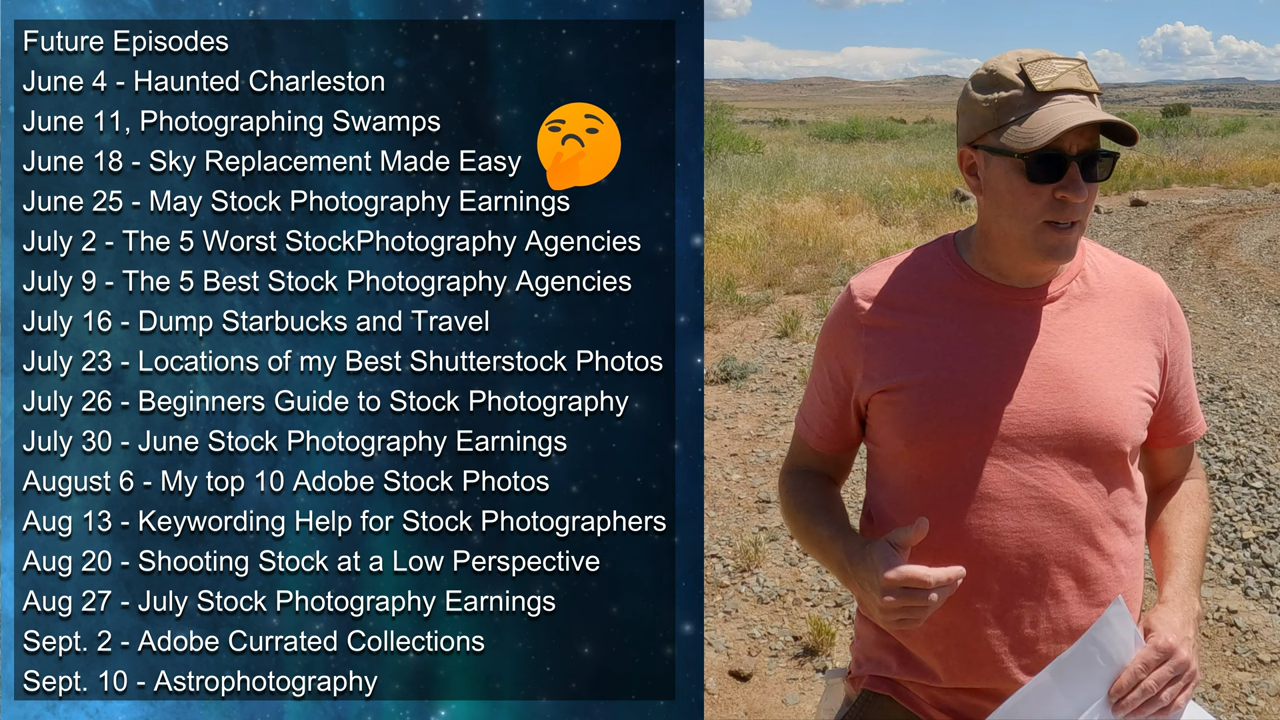 Future Episodes
June 4 - Haunted Charleston
June 11, Photographing Swamps
June 18 - Sky Replacement Made Easy
June 25 - May Stock Photography Earnings
July 2 - The 5 Worst StockPhotography Agencies
July 9 - The 5 Best Stock Photography Agencies
July 16 - Dump Starbucks and Travel
July 23 - Locations of my Best Shutterstock Photos
July 26 - Beginners Guide to Stock Photography
July 30 - June Stock Photography Earnings
August 6 - My top 10 Adobe Stock Photos
Aug 13 - Keywording Help for Stock Photographers
Aug 20 - Shooting Stock at a Low Perspective
Aug 27 - July Stock Photography Earnings
Sept. 2 - Adobe Currated Collections
Sept. 10 - Astrophotography